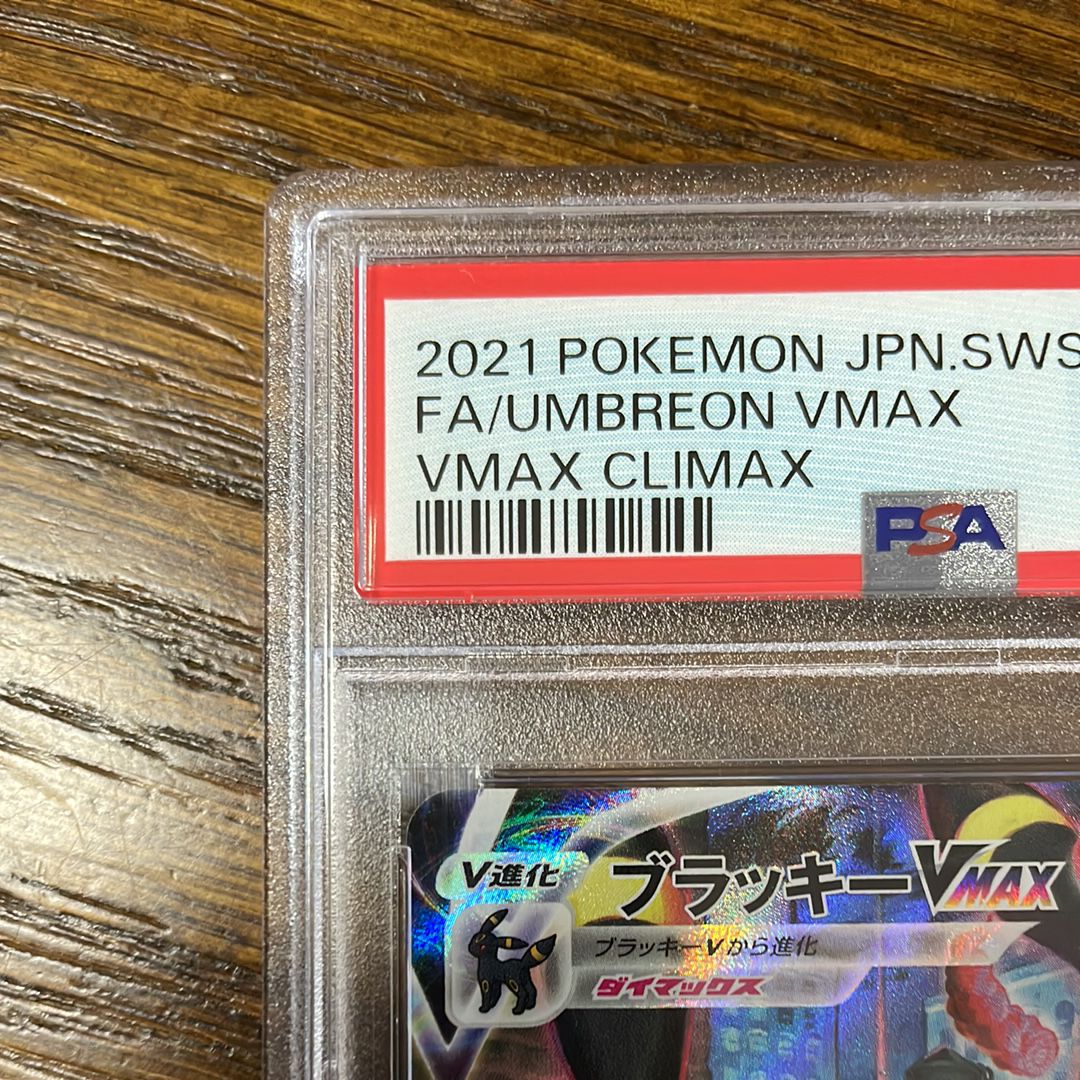 2021 POKEMON JPN.SWS
FA/UMBREON VMAX
VMAX CLIMAX
PSA
V進化
ブラッキーVMAX
ブラッキーVから進化
ダイマックス